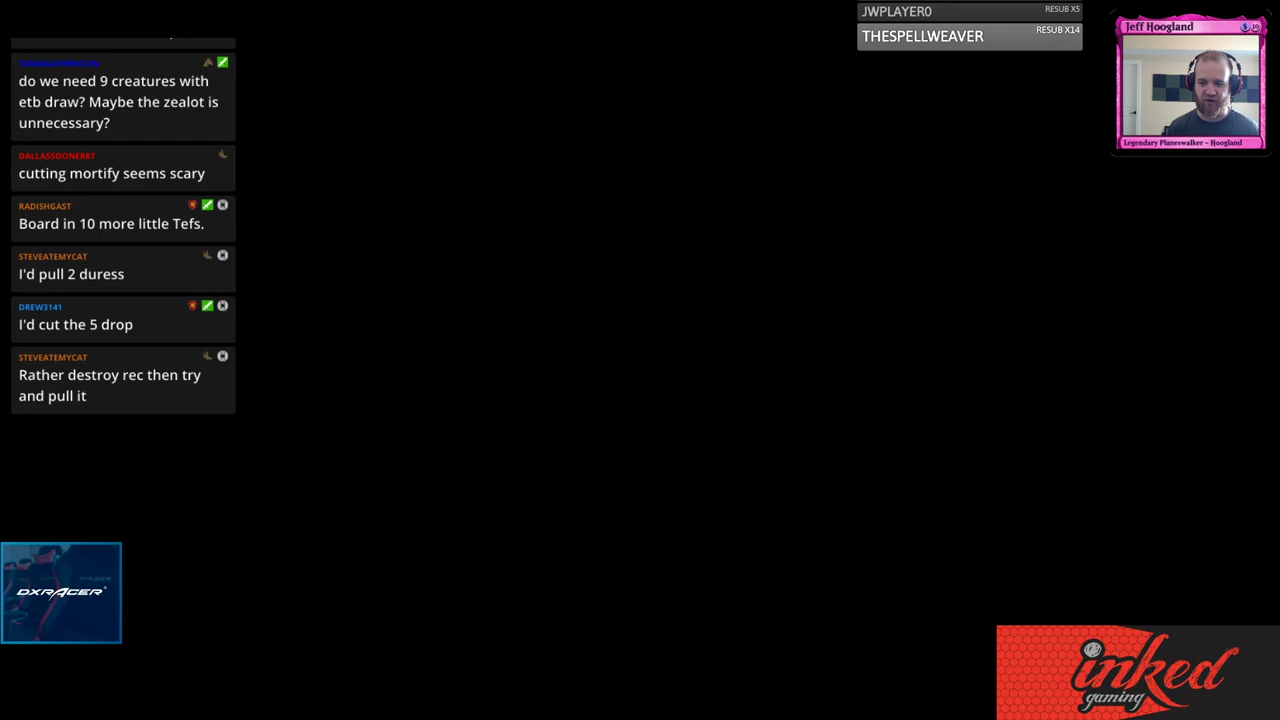 JWPLAYER0 RESUB X5
THESPELLWEAVER RESUB X14
Jeff Hoogland 10
Legendary Planeswalker – Hoogland
do we need 9 creatures with
etb draw? Maybe the zealot is
unnecessary?
DALLASSOONER87
cutting mortify seems scary
RADISHGAST
Board in 10 more little Tefs.
STEVEATEMYCAT
I'd pull 2 duress
DREW3141
I'd cut the 5 drop
STEVEATEMYCAT
Rather destroy rec then try
and pull it
DXRACER
inked
gaming